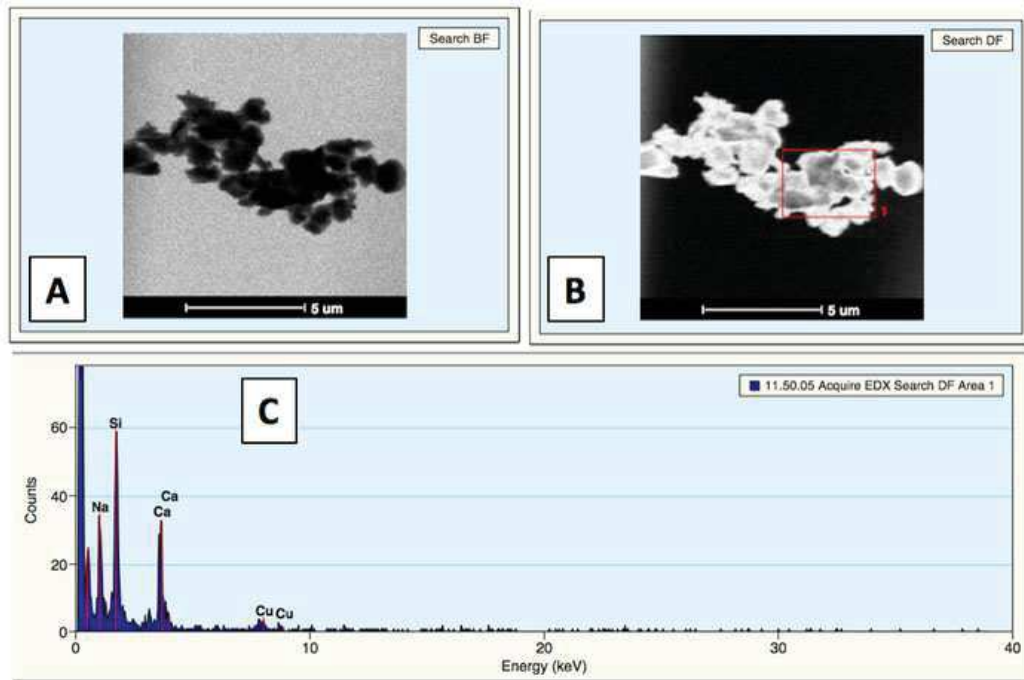 Search BF
A
5 um
Search DF
1
B
5 um
C
11.50.05 Acquire EDX Search DF Area 1
60
40
20
0
Counts
Si
Na
Ca
Ca
Cu
Cu
0
10
20
30
40
Energy (keV)